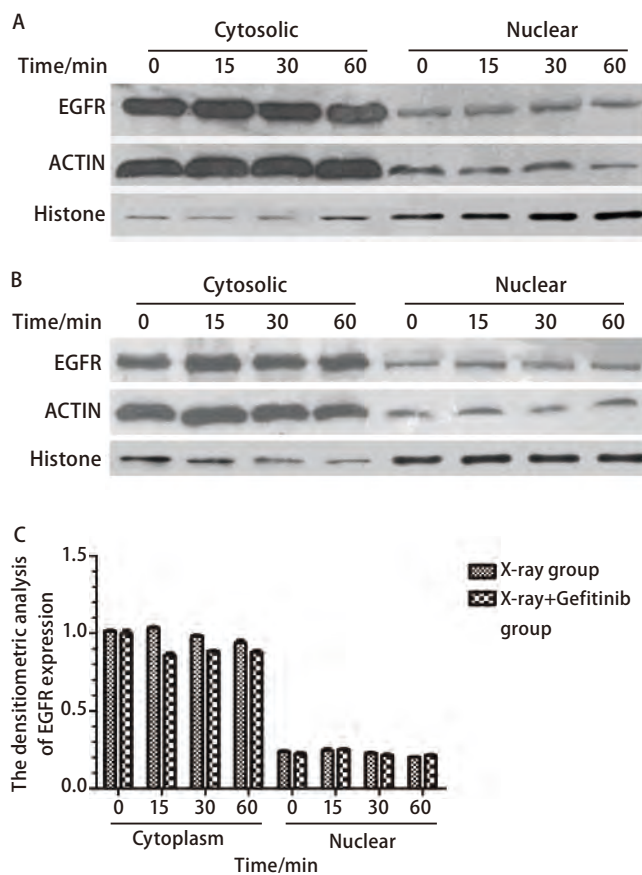 A
Cytosolic Nuclear
Time/min 0 15 30 60 0 15 30 60
EGFR
ACTIN
Histone
B
Cytosolic Nuclear
Time/min 0 15 30 60 0 15 30 60
EGFR
ACTIN
Histone
C
The densitiometric analysis
of EGFR expression
1.5
1.0
0.5
0.0
X-ray group
X-ray+Gefitinib
group
0 15 30 60 0 15 30 60
Cytoplasm Nuclear
Time/min